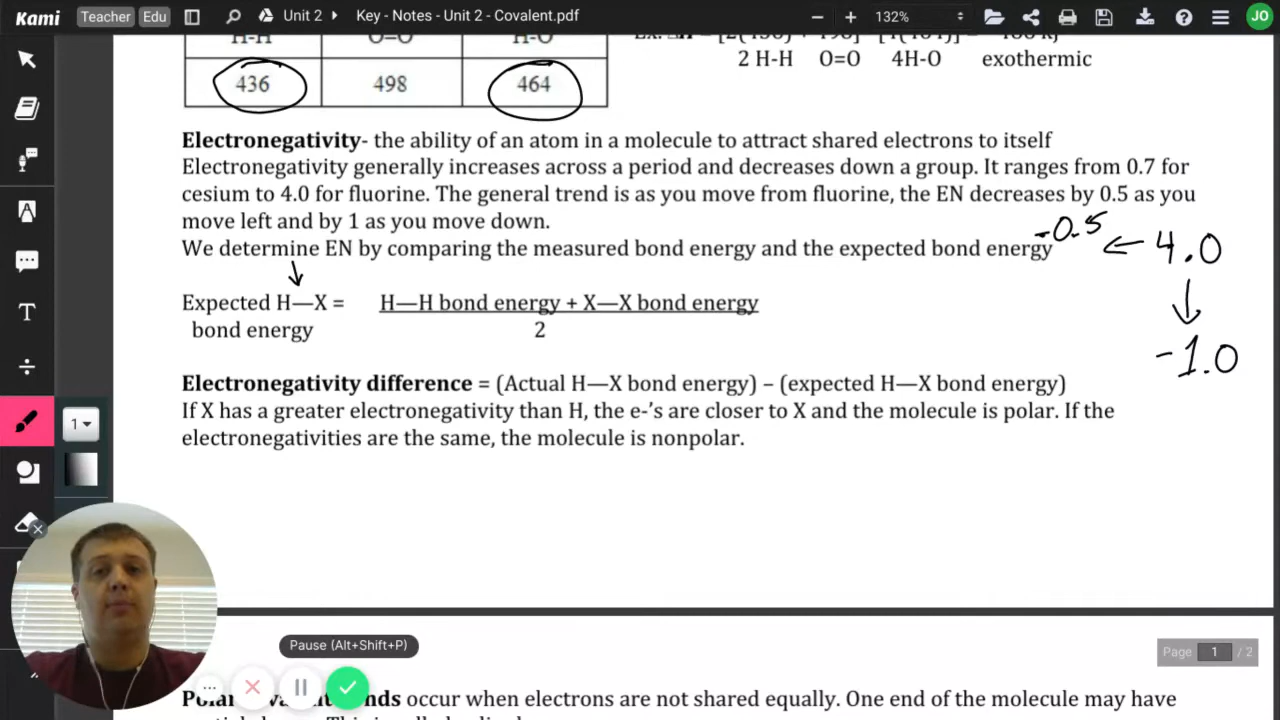 Kami Teacher Edu Unit 2 Key - Notes - Unit 2 - Covalent.pdf 132% JO
H-H O=O H-O
2 H-H O=O 4H-O exothermic
436 498 464
Electronegativity- the ability of an atom in a molecule to attract shared electrons to itself
Electronegativity generally increases across a period and decreases down a group. It ranges from 0.7 for
cesium to 4.0 for fluorine. The general trend is as you move from fluorine, the EN decreases by 0.5 as you
move left and by 1 as you move down.
-0.5
4.0
We determine EN by comparing the measured bond energy and the expected bond energy
Expected H—X = H—H bond energy + X—X bond energy
bond energy 2
-1.0
Electronegativity difference = (Actual H—X bond energy) – (expected H—X bond energy)
If X has a greater electronegativity than H, the e-'s are closer to X and the molecule is polar. If the
electronegativities are the same, the molecule is nonpolar.
1
Pause (Alt+Shift+P)
Page 1 / 2
occur when electrons are not shared equally. One end of the molecule may have